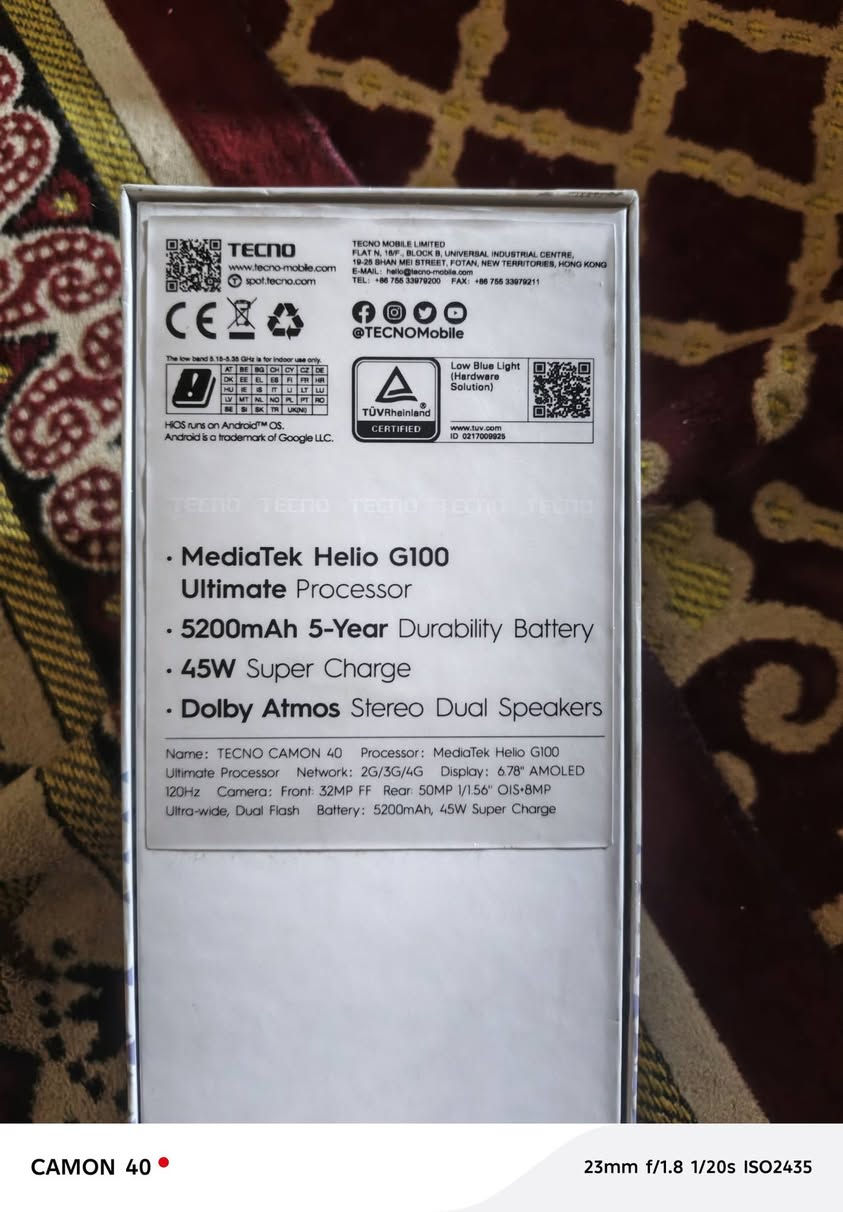 TECNO
www.tecno-mobile.com
spot.tecno.com
TECNO MOBILE LIMITED
FLAT N, 16/F., BLOCK B, UNIVERSAL INDUSTRIAL CENTRE,
19-25 SHAN MEI STREET, FOTAN, NEW TERRITORIES, HONG KONG
E-MAIL: hello@tecno-mobile.com
TEL: +86 755 33979200 FAX: +86 755 33979211
CE
@TECNOMobile
The low band 5.15-5.35 GHz is for indoor use only.
AT BE BG CH CY CZ DE
DK EE EL ES FI FR HR
HU IE IS IT LI LT LU
LV MT NL NO PL PT RO
SE SI SK TR UK(NI)
HiOS runs on Android™ OS.
Android is a trademark of Google LLC.
TÜVRheinland®
CERTIFIED
Low Blue Light
(Hardware
Solution)
www.tuv.com
ID 0217009925
TECNO TECNO TECNO TECNO TECNO
· MediaTek Helio G100
Ultimate Processor
· 5200mAh 5-Year Durability Battery
· 45W Super Charge
· Dolby Atmos Stereo Dual Speakers
Name: TECNO CAMON 40 Processor: MediaTek Helio G100
Ultimate Processor Network: 2G/3G/4G Display: 6.78" AMOLED
120Hz Camera: Front: 32MP FF Rear: 50MP 1/1.56" OIS+8MP
Ultra-wide, Dual Flash Battery: 5200mAh, 45W Super Charge
CAMON 40
23mm f/1.8 1/20s ISO2435